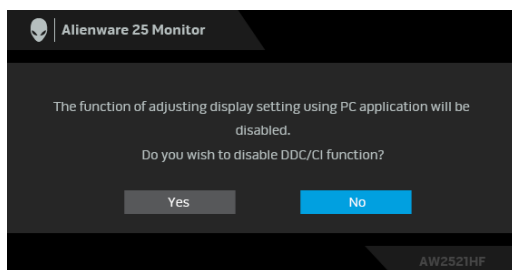 Alienware 25 Monitor
The function of adjusting display setting using PC application will be
disabled.
Do you wish to disable DDC/CI function?
Yes No
AW2521HF